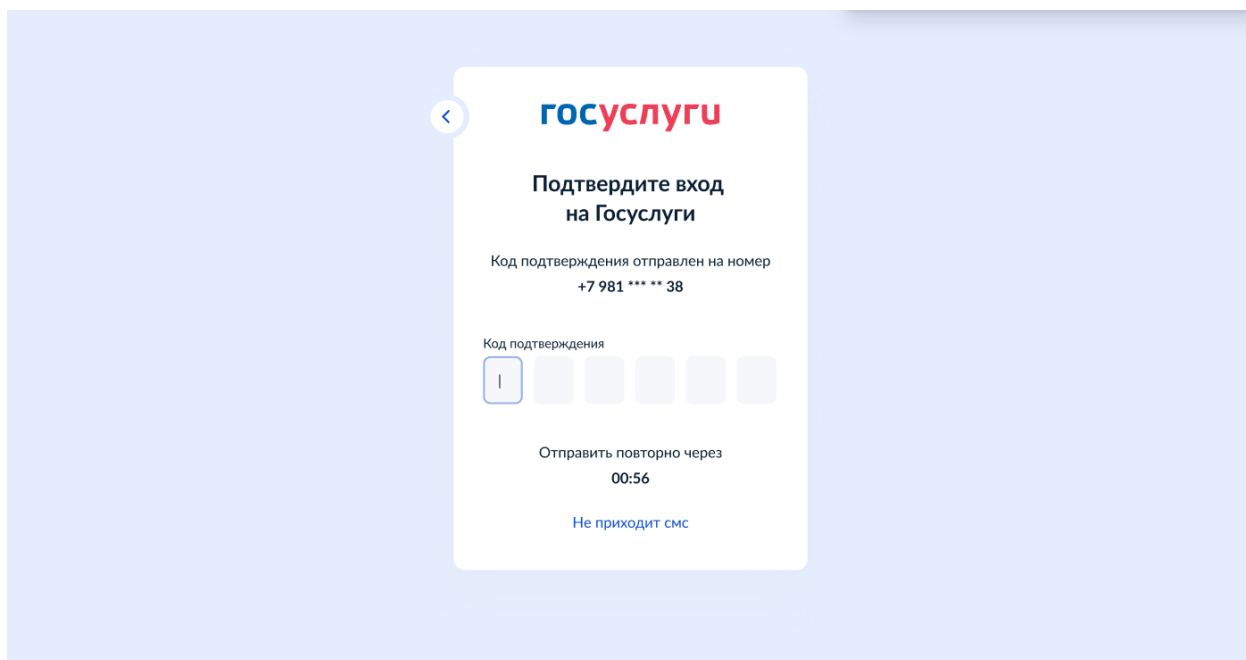 госуслуги
Подтвердите вход
на Госуслуги
Код подтверждения отправлен на номер
+7 981 *** ** 38
Код подтверждения
Отправить повторно через
00:56
Не приходит смс